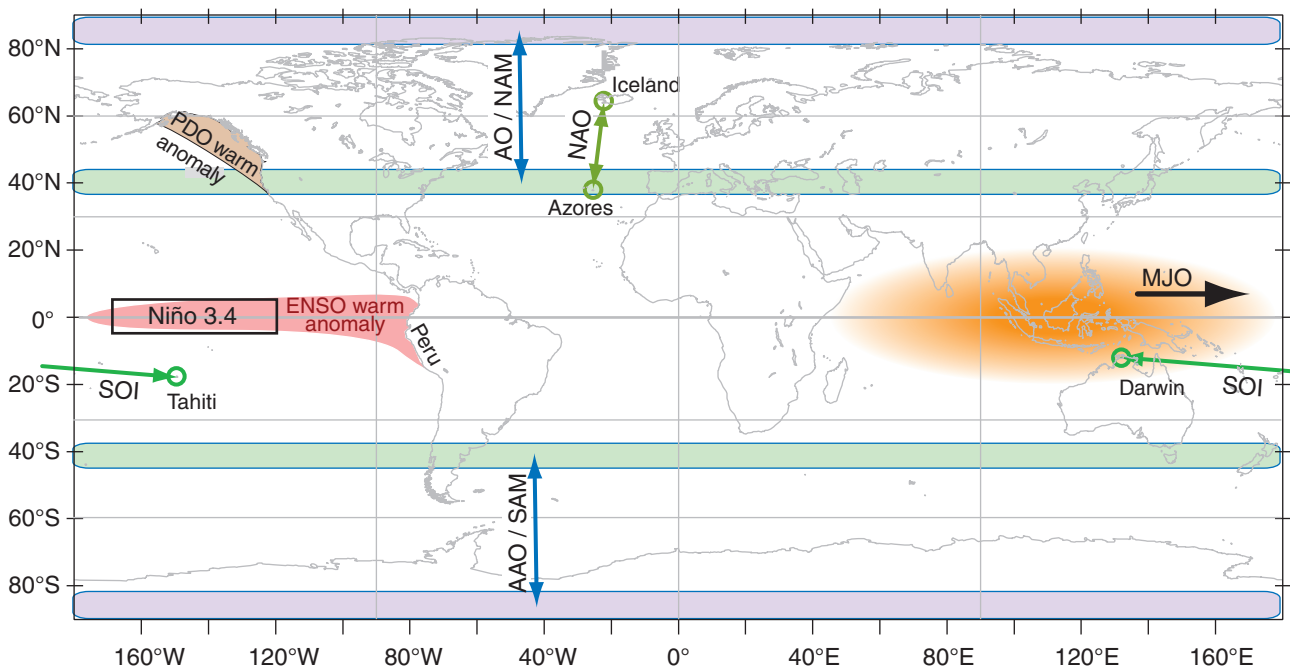 80°N
60°N
40°N
20°N
0°
20°S
40°S
60°S
80°S
Iceland
AO / NAM
NAO
PDO warm
anomaly
Azores
MJO
Niño 3.4
ENSO warm
anomaly
Peru
SOI
Tahiti
Darwin
SOI
AAO / SAM
160°W
120°W
80°W
40°W
0°
40°E
80°E
120°E
160°E